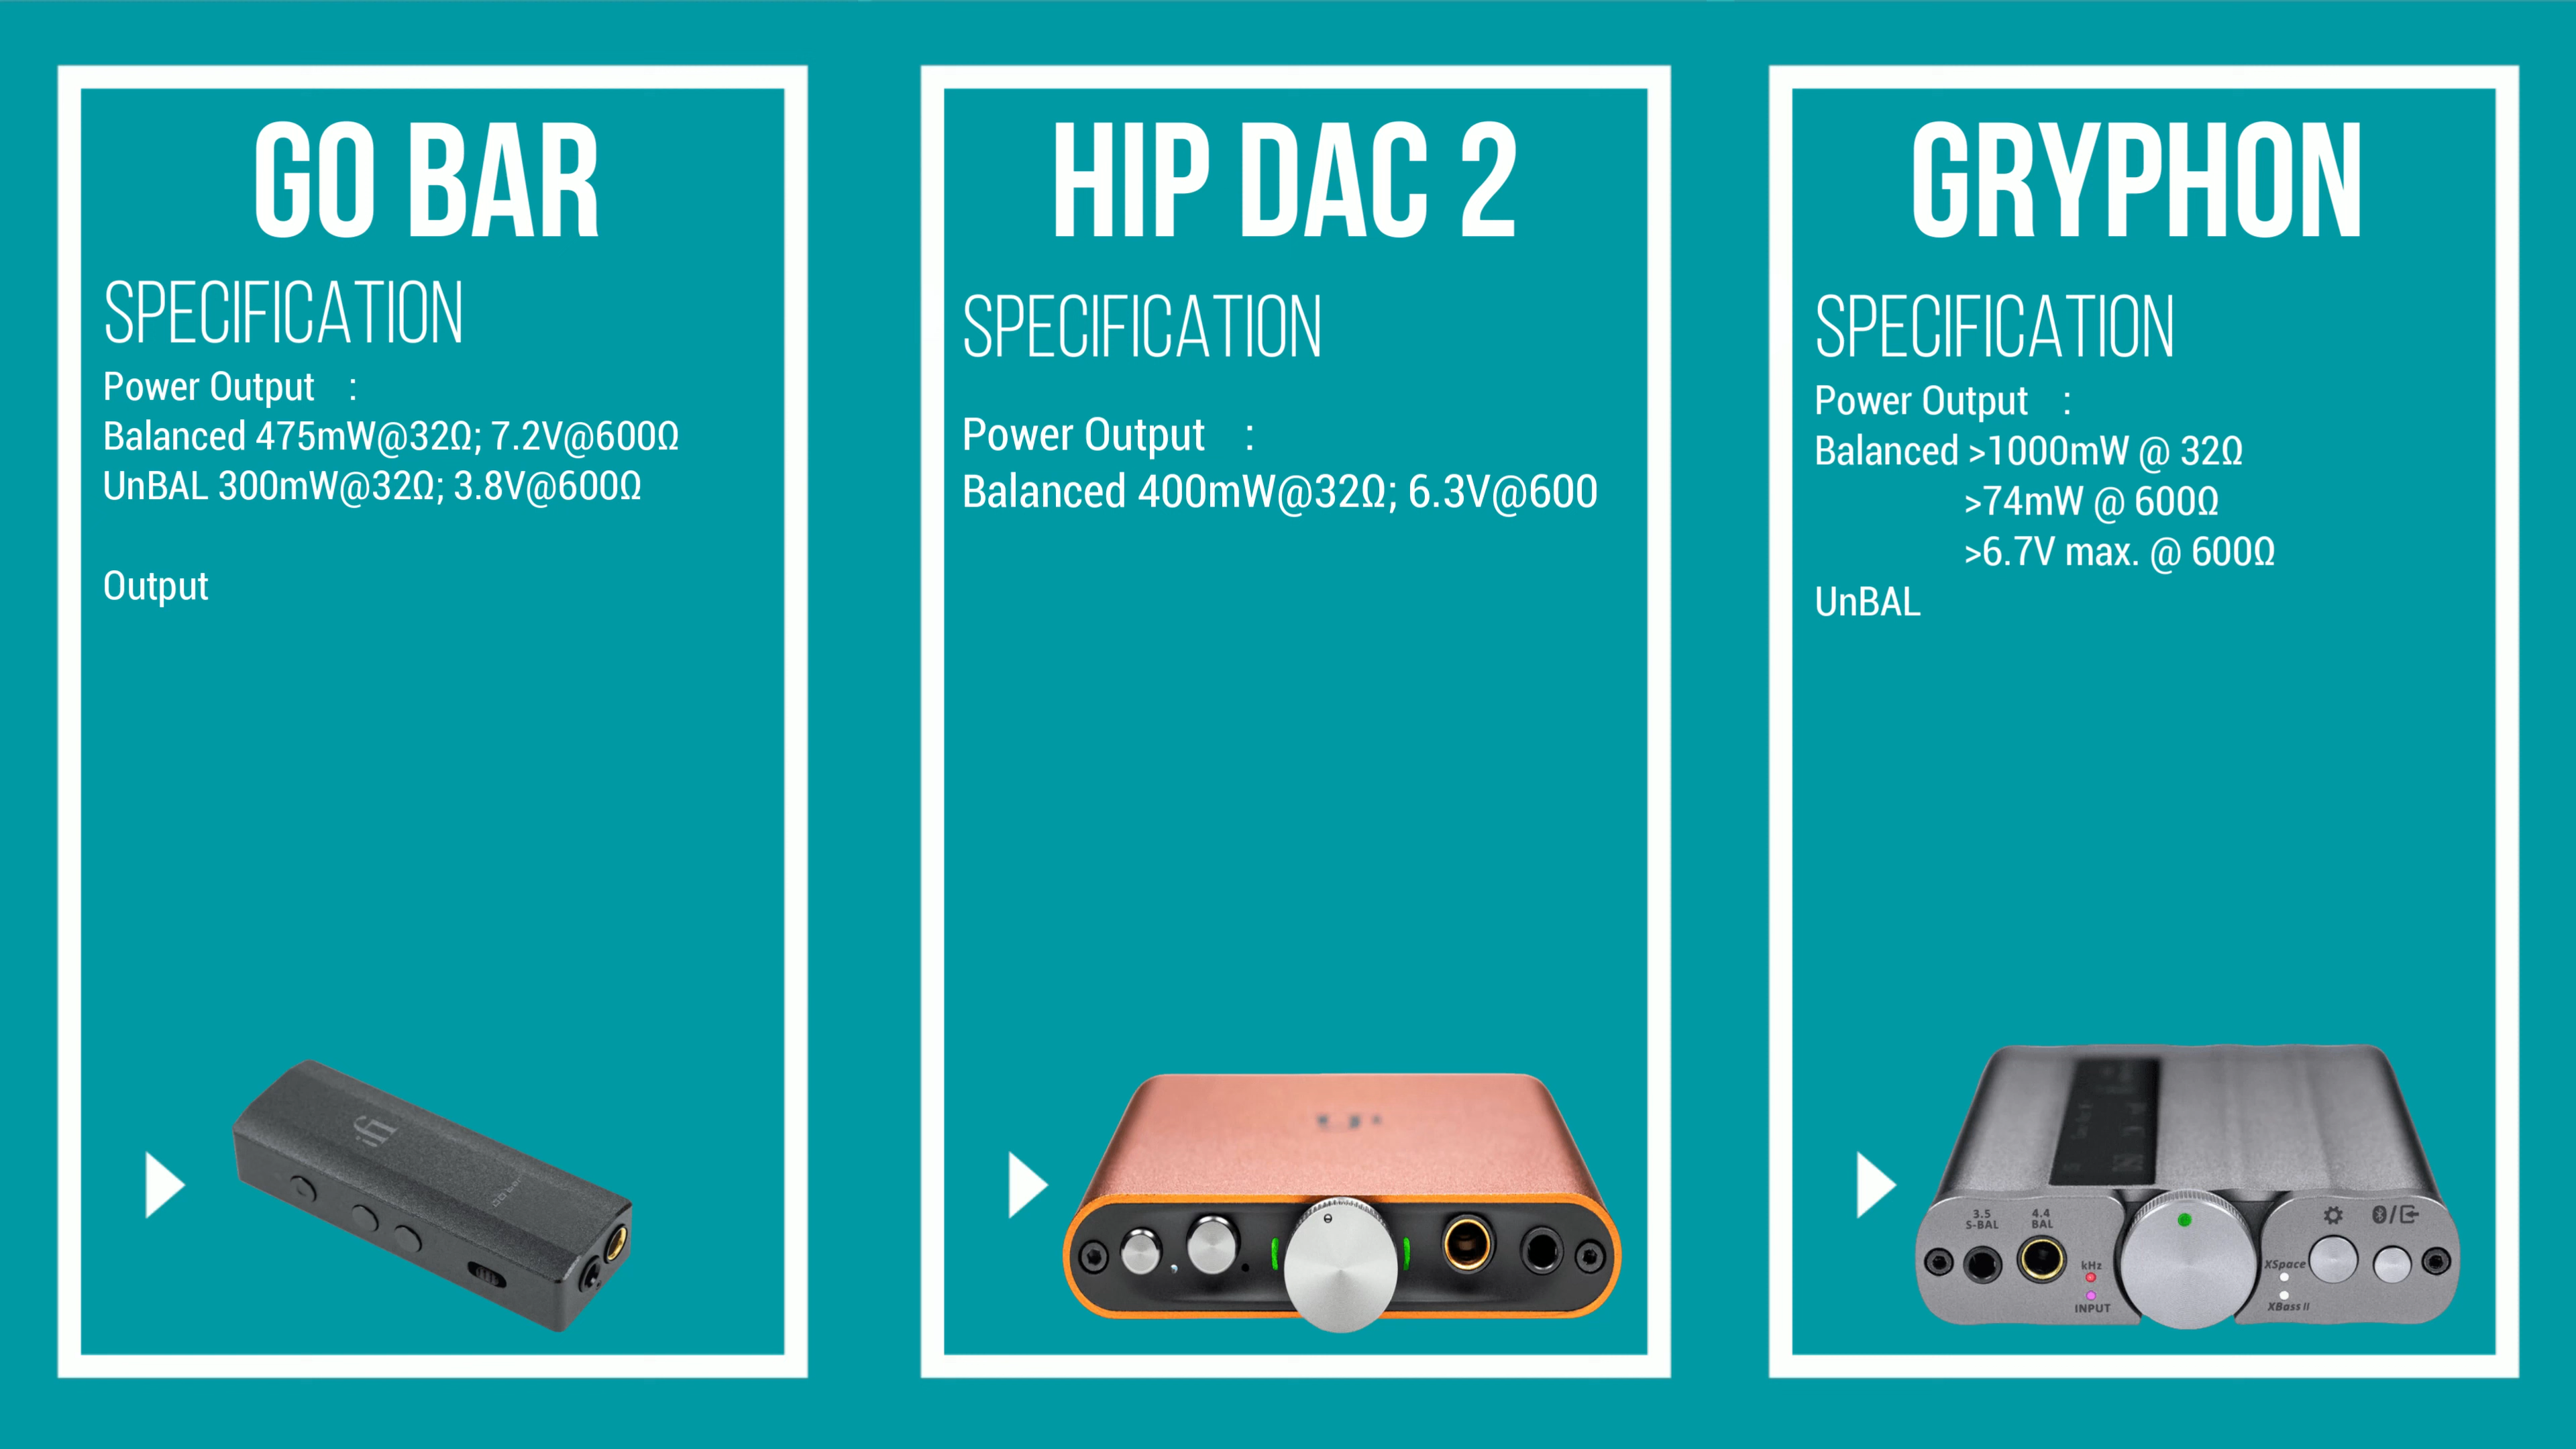 GO BAR
SPECIFICATION
Power Output :
Balanced 475mW@32Ω; 7.2V@600Ω
UnBAL 300mW@32Ω; 3.8V@600Ω
Output
ifi
HIP DAC 2
SPECIFICATION
Power Output :
Balanced 400mW@32Ω; 6.3V@600
GRYPHON
SPECIFICATION
Power Output :
Balanced >1000mW @ 32Ω
>74mW @ 600Ω
>6.7V max. @ 600Ω
UnBAL
3.5
S-BAL
4.4
BAL
kHz
INPUT
XSpace
XBass II